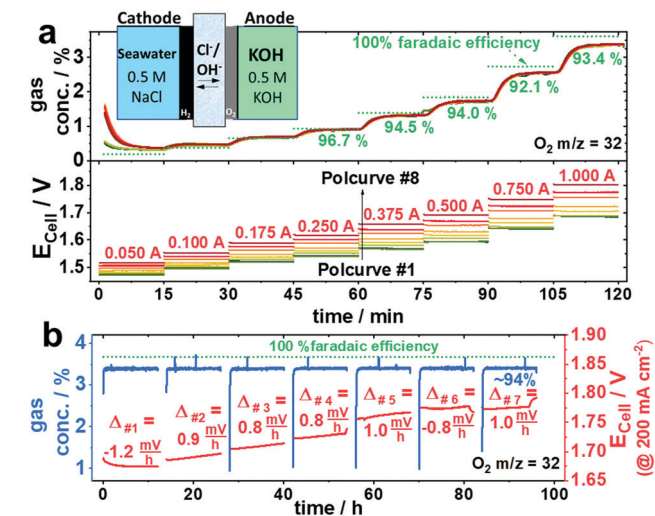 a
Cathode
Anode
Seawater
0.5 M
NaCl
H2
Cl-/
OH-
O2
KOH
0.5 M
KOH
100% faradaic efficiency
96.7 %
94.5 %
94.0 %
92.1 %
93.4 %
O2 m/z = 32
gas
conc. / %
3
2
1
0
Polcurve #8
Polcurve #1
0.050 A
0.100 A
0.175 A
0.250 A
0.375 A
0.500 A
0.750 A
1.000 A
ECell / V
1.8
1.7
1.6
1.5
0 15 30 45 60 75 90 105 120
time / min
b
100 %faradaic efficiency
~94%
gas
conc. / %
4
3
2
1
Δ#1 =
-1.2 mV/h
Δ#2 =
0.9 mV/h
Δ#3 =
0.8 mV/h
Δ#4 =
0.8 mV/h
Δ#5 =
1.0 mV/h
Δ#6 =
-0.8 mV/h
Δ#7 =
1.0 mV/h
O2 m/z = 32
1.90
1.85
1.80
1.75
1.70
1.65
ECell / V
(@ 200 mA cm-2)
0 20 40 60 80 100
time / h